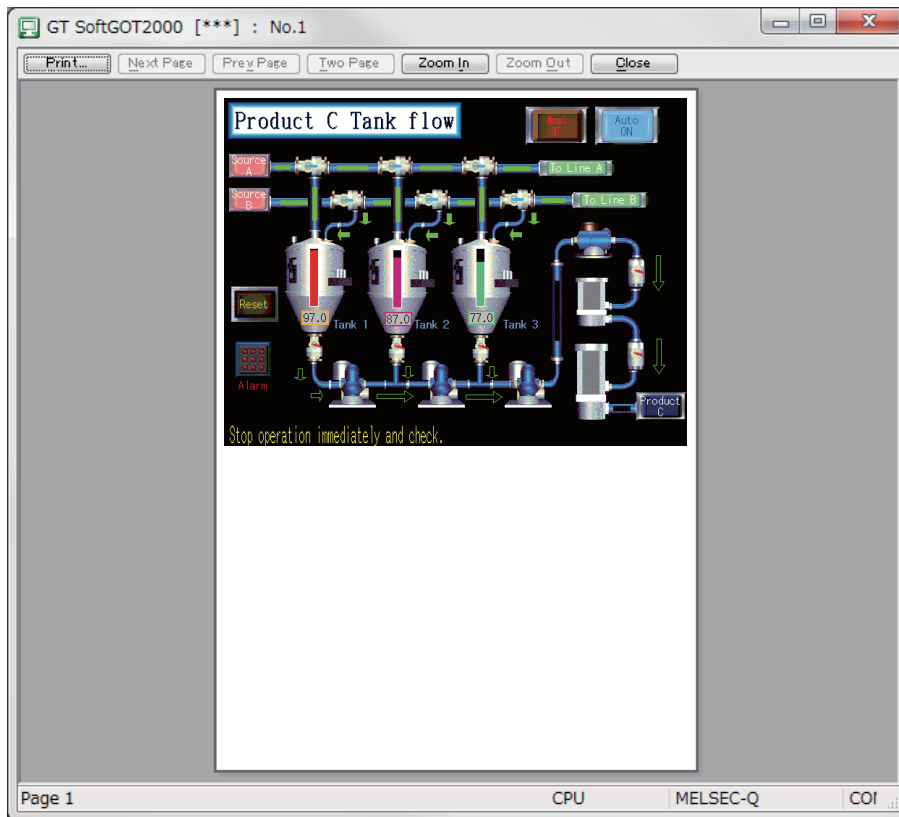 GT SoftGOT2000 [***] : No.1
Print... Next Page Prev Page Two Page Zoom In Zoom Out Close
Product C Tank flow
Auto
ON
Source
A
To Line A
Source
B
To Line B
Reset
97.0 Tank 1 87.0 Tank 2 77.0 Tank 3
Alarm
Product
C
Stop operation immediately and check.
Page 1 CPU MELSEC-Q